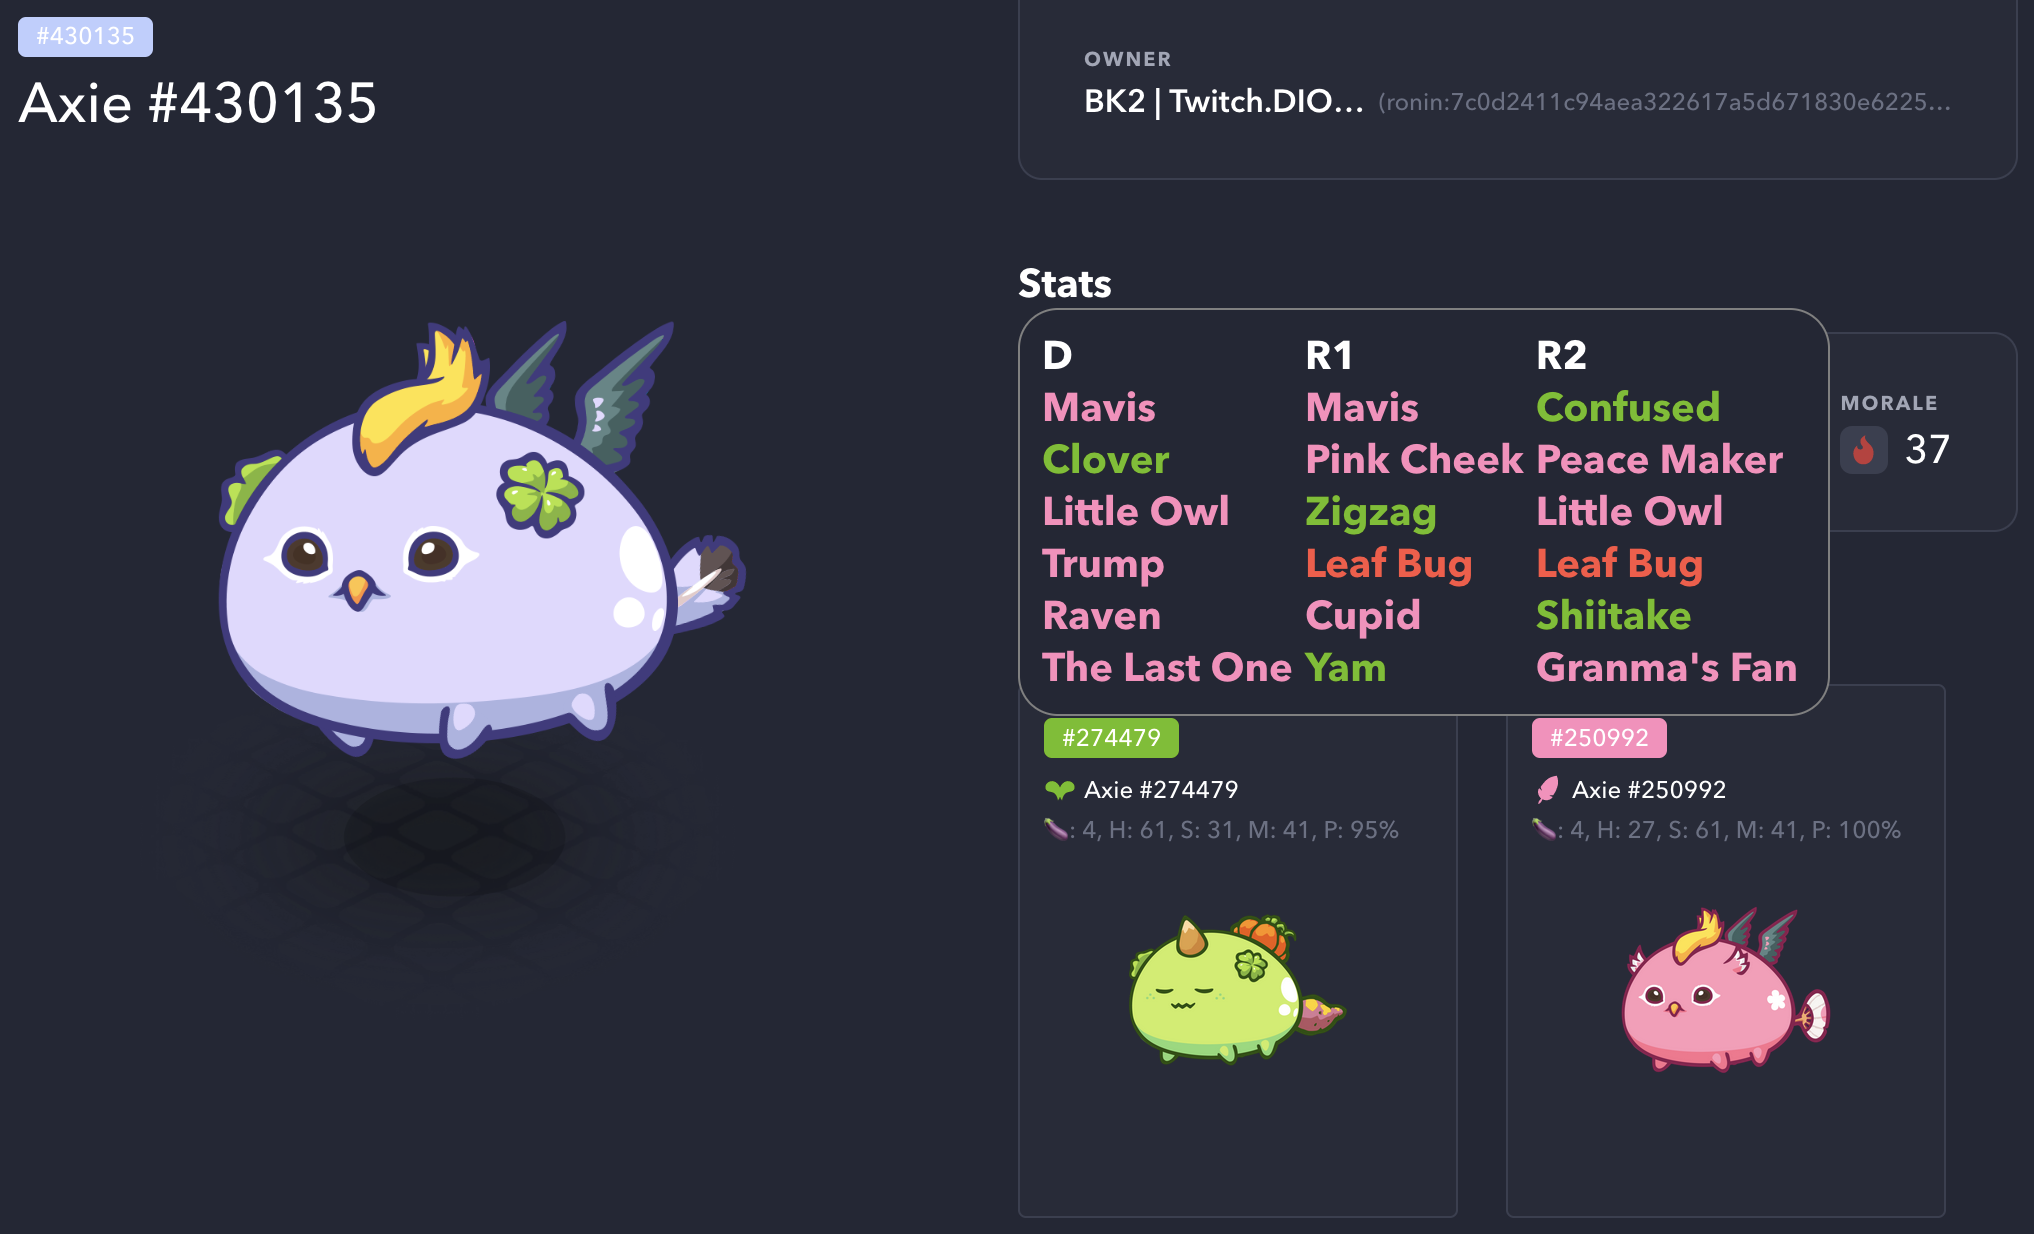 #430135
Axie #430135
OWNER
BK2 | Twitch.DIO... (ronin:7c0d2411c94aea322617a5d671830e6225...
Stats
D R1 R2
Mavis Mavis Confused
Clover Pink Cheek Peace Maker
Little Owl Zigzag Little Owl
Trump Leaf Bug Leaf Bug
Raven Cupid Shiitake
The Last One Yam Granma's Fan
MORALE
37
#274479
Axie #274479
🍆: 4, H: 61, S: 31, M: 41, P: 95%
#250992
Axie #250992
🍆: 4, H: 27, S: 61, M: 41, P: 100%